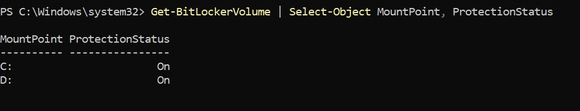 PS C:\Windows\system32> Get-BitLockerVolume | Select-Object MountPoint, ProtectionStatus
MountPoint ProtectionStatus
---------- ----------------
C:                       On
D:                       On